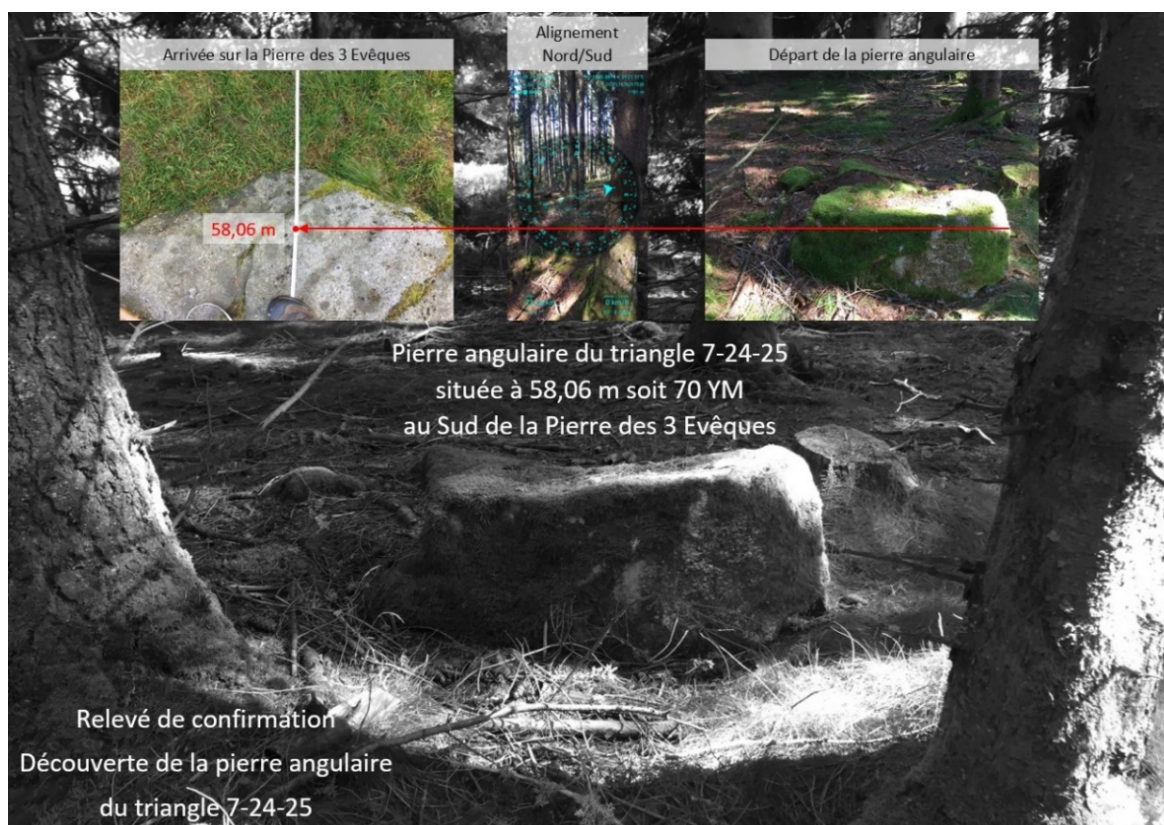 Arrivée sur la Pierre des 3 Evêques
Alignement
Nord/Sud
Départ de la pierre angulaire
58,06 m
Pierre angulaire du triangle 7-24-25
située à 58,06 m soit 70 YM
au Sud de la Pierre des 3 Evêques
Relevé de confirmation
Découverte de la pierre angulaire
du triangle 7-24-25